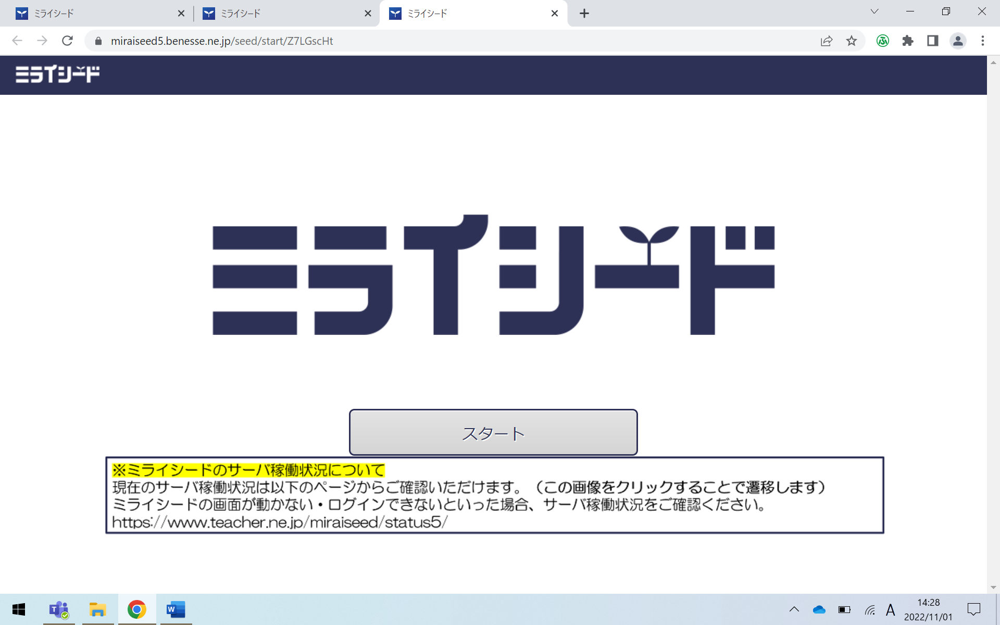 ミライシード
ミライシード
ミライシード
miraiseed5.benesse.ne.jp/seed/start/Z7LGscHt
ミライシード
ミライシード
スタート
※ミライシードのサーバ稼働状況について
現在のサーバ稼働状況は以下のページからご確認いただけます。（この画像をクリックすることで遷移します）
ミライシードの画面が動かない・ログインできないといった場合、サーバ稼働状況をご確認ください。
https://www.teacher.ne.jp/miraiseed/status5/
A
14:28
2022/11/01